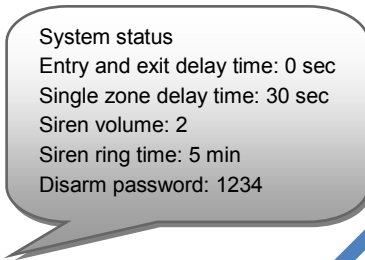 System status
Entry and exit delay time: 0 sec
Single zone delay time: 30 sec
Siren volume: 2
Siren ring time: 5 min
Disarm password: 1234